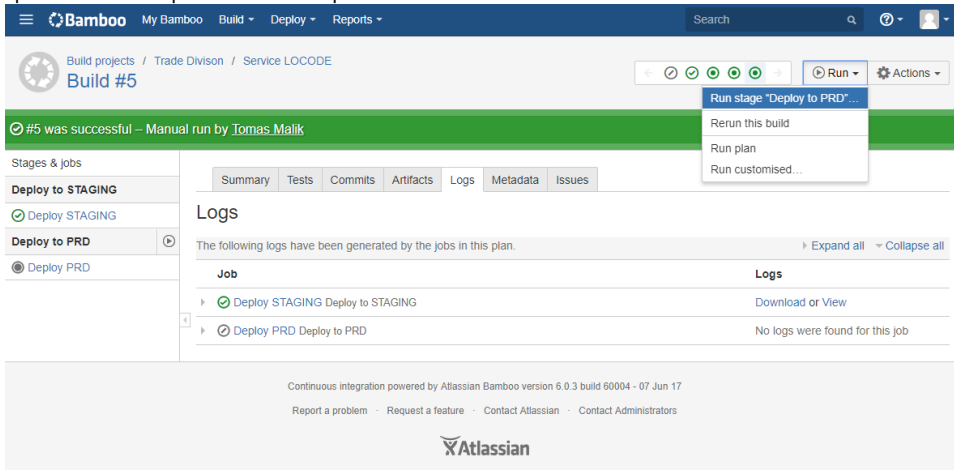 Bamboo My Bamboo Build Deploy Reports Search
Build projects / Trade Divison / Service LOCODE
Build #5
Run Actions
Run stage "Deploy to PRD"...
Rerun this build
Run plan
Run customised...
#5 was successful – Manual run by Tomas Malik
Stages & jobs
Deploy to STAGING
Deploy STAGING
Deploy to PRD
Deploy PRD
Summary Tests Commits Artifacts Logs Metadata Issues
Logs
The following logs have been generated by the jobs in this plan. Expand all Collapse all
Job Logs
Deploy STAGING Deploy to STAGING Download or View
Deploy PRD Deploy to PRD No logs were found for this job
Continuous integration powered by Atlassian Bamboo version 6.0.3 build 60004 - 07 Jun 17
Report a problem · Request a feature · Contact Atlassian · Contact Administrators
Atlassian